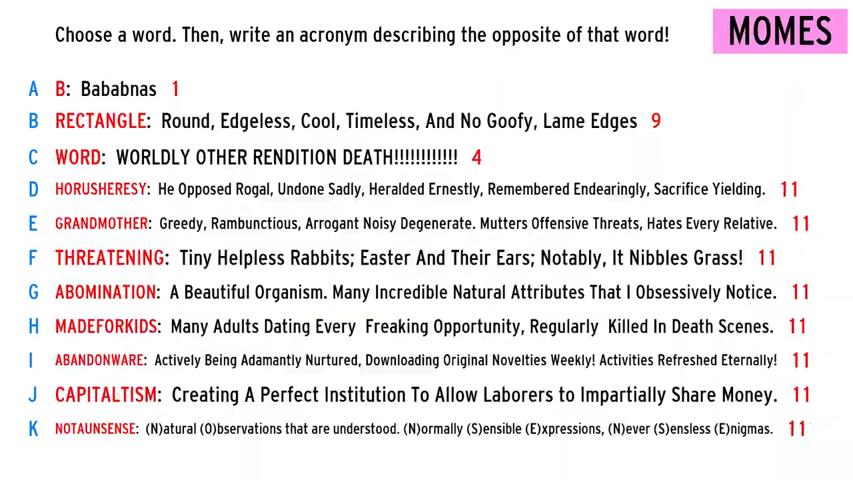 Choose a word. Then, write an acronym describing the opposite of that word!
MOMES
A B: Bababnas 1
B RECTANGLE: Round, Edgeless, Cool, Timeless, And No Goofy, Lame Edges 9
C WORD: WORLDLY OTHER RENDITION DEATH!!!!!!!!!!!! 4
D HORUSHERESY: He Opposed Rogal, Undone Sadly, Heralded Ernestly, Remembered Endearingly, Sacrifice Yielding. 11
E GRANDMOTHER: Greedy, Rambunctious, Arrogant Noisy Degenerate. Mutters Offensive Threats, Hates Every Relative. 11
F THREATENING: Tiny Helpless Rabbits; Easter And Their Ears; Notably, It Nibbles Grass! 11
G ABOMINATION: A Beautiful Organism. Many Incredible Natural Attributes That I Obsessively Notice. 11
H MADEFORKIDS: Many Adults Dating Every Freaking Opportunity, Regularly Killed In Death Scenes. 11
I ABANDONWARE: Actively Being Adamantly Nurtured, Downloading Original Novelties Weekly! Activities Refreshed Eternally! 11
J CAPITALTISM: Creating A Perfect Institution To Allow Laborers to Impartially Share Money. 11
K NOTAUNSENSE: (N)atural (O)bservations that are understood. (N)ormally (S)ensible (E)xpressions, (N)ever (S)ensless (E)nigmas. 11